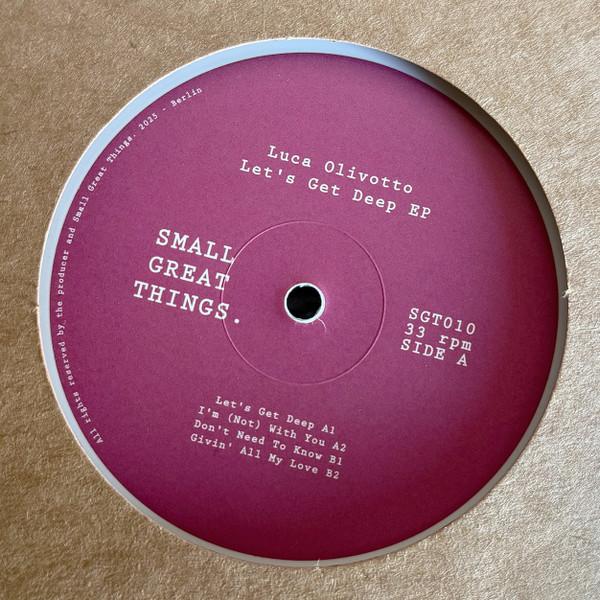 Luca Olivotto
Let's Get Deep EP
SMALL
GREAT
THINGS.
SGT010
33 rpm
SIDE A
Let's Get Deep A1
I'm (Not) With You A2
Don't Need To Know B1
Givin' All My Love B2
All rights reserved by the producer and Small Great Things. 2023 - Berlin